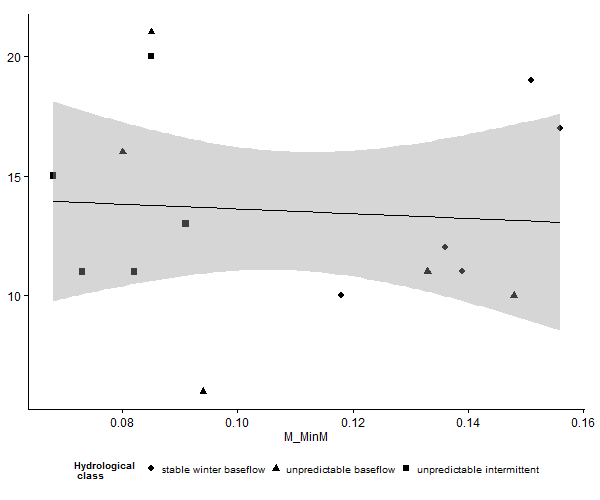 20
15
10
0.08 0.10 0.12 0.14 0.16
M_MinM
Hydrological
class
stable winter baseflow unpredictable baseflow unpredictable intermittent